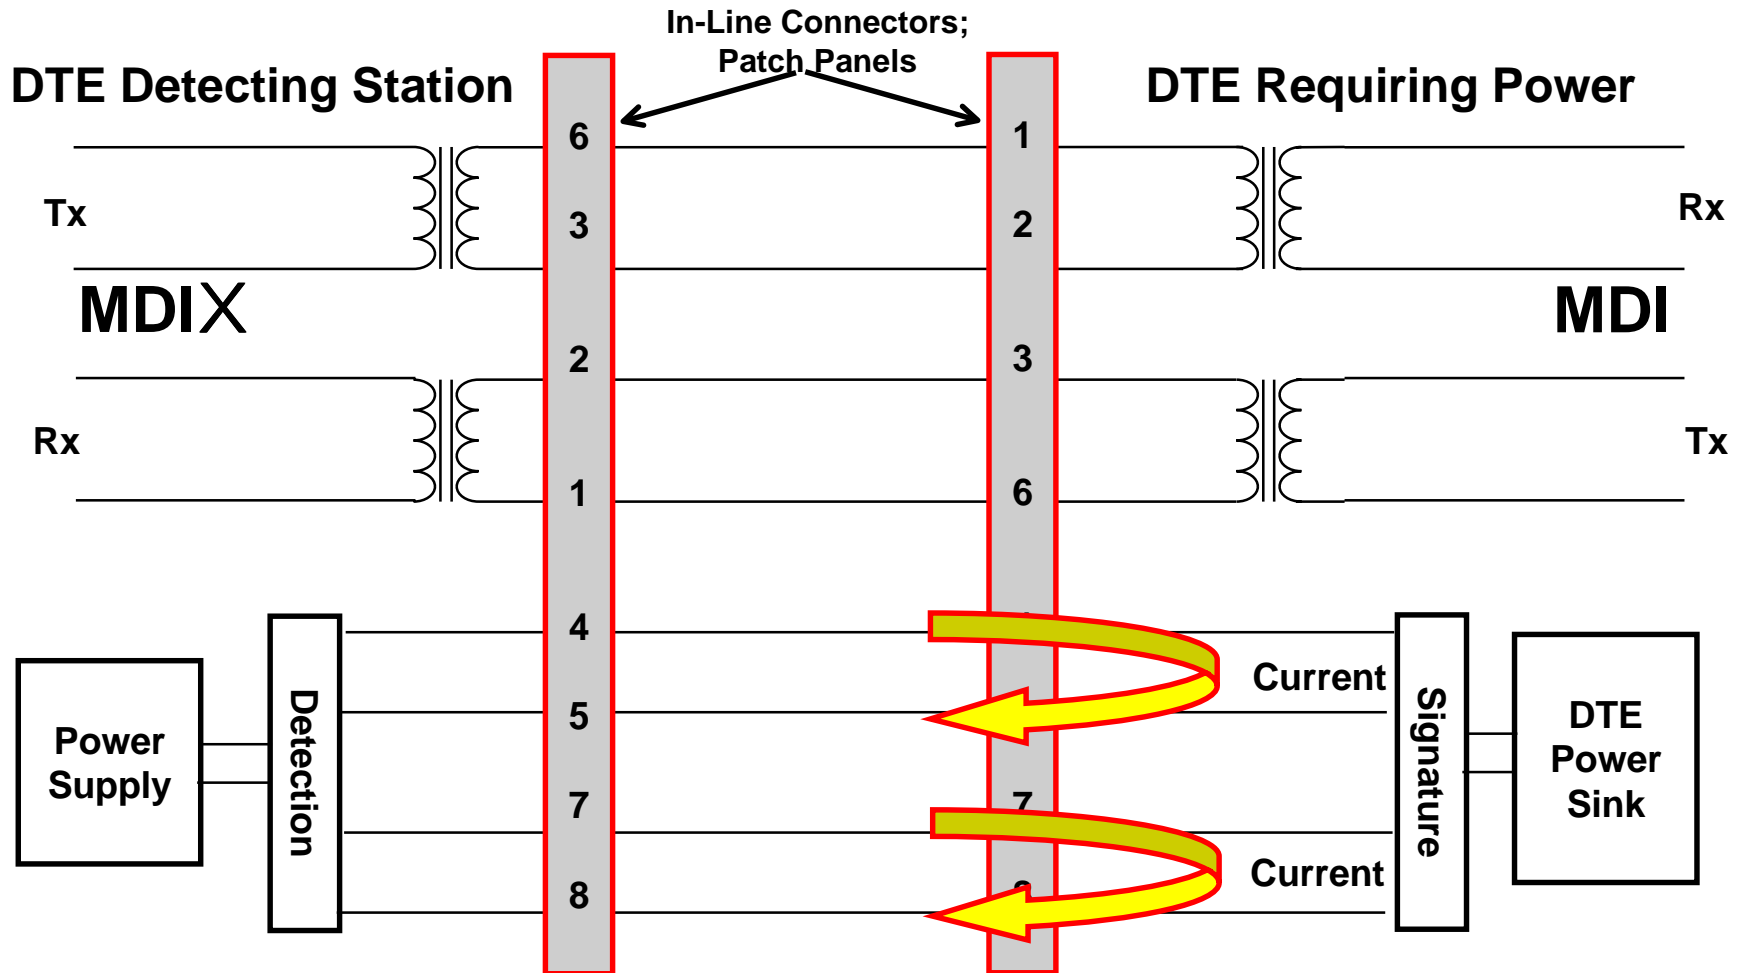 In-Line Connectors;
Patch Panels
DTE Detecting Station
DTE Requiring Power
6
1
Tx
3
2
Rx
MDIX
MDI
2
3
Rx
Tx
1
6
4
Current
5
Power
Supply
Detection
Signature
DTE
Power
Sink
7
7
Current
8